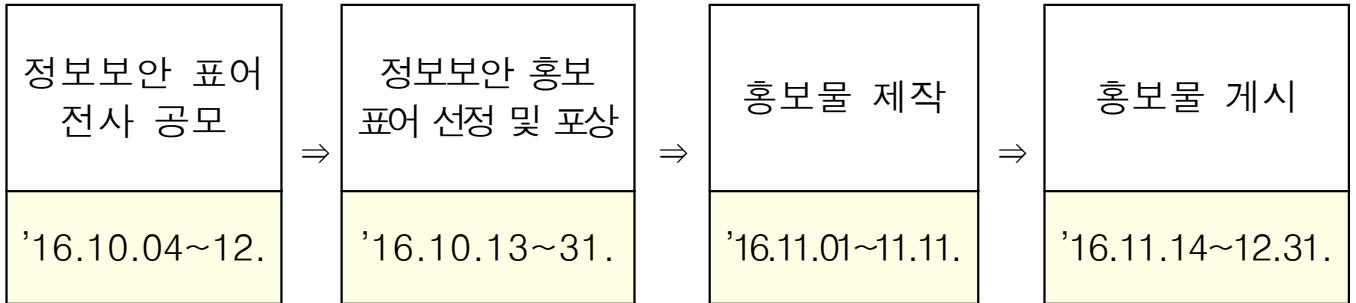 정보보안 표어
전사 공모
⇒
정보보안 홍보
표어 선정 및 포상
⇒
홍보물 제작
⇒
홍보물 게시
’16.10.04~12.
’16.10.13~31.
’16.11.01~11.11.
’16.11.14~12.31.